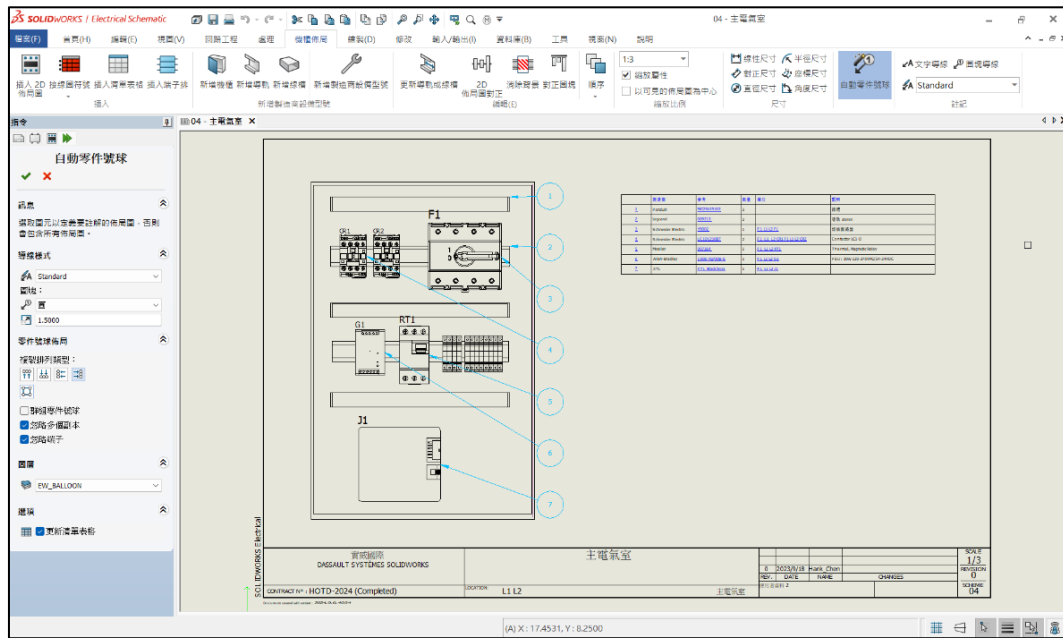 SOLIDWORKS / Electrical Schematic
04 - 主電氣室
檔案(F) 首頁(H) 編輯(E) 視圖(V) 回路工程 處理 機櫃佈局 繪製(D) 修改 輸入/輸出(I) 資料庫(B) 工具 視窗(N) 說明
插入 2D 佈局圖
接線圖符號
插入清單表格
插入端子排
插入
新增機櫃
新增導軌
新增線槽
新增製造商設備型號
新增製造商設備型號
更新導軌或線槽
2D 佈局圖對正
消除背景
對正圖塊
編輯(E)
順序
1:3
縮放屬性
以可見的佈局圖為中心
縮放比例
線性尺寸
半徑尺寸
對正尺寸
座標尺寸
直徑尺寸
角度尺寸
尺寸
自動零件號球
文字導線
圖塊導線
Standard
註記
指令
04 - 主電氣室
自動零件號球
訊息
選取圖元以定義要註解的佈局圖，否則
會包含所有佈局圖。
導線樣式
Standard
圖塊：
1.5000
零件號球佈局
複製排列類型：
群組零件號球
忽略多個副本
忽略端子
圖層
EW_BALLOON
選項
更新清單表格
1
2
3
4
5
6
7
CR1
CR2
F1
G1
RT1
J1
SOLIDWORKS Electrical
實威國際
DASSAULT SYSTÈMES SOLIDWORKS
主電氣室
CONTRACT N° : HOTD-2024 (Completed)
LOCATION:
L1 L2
0 2023/9/18 Hank_Chen
REV. DATE NAME CHANGES
主電氣室
SCALE
1/3
REVISION
0
SCHEME
04
(A) X : 17.4531, Y : 8.2500